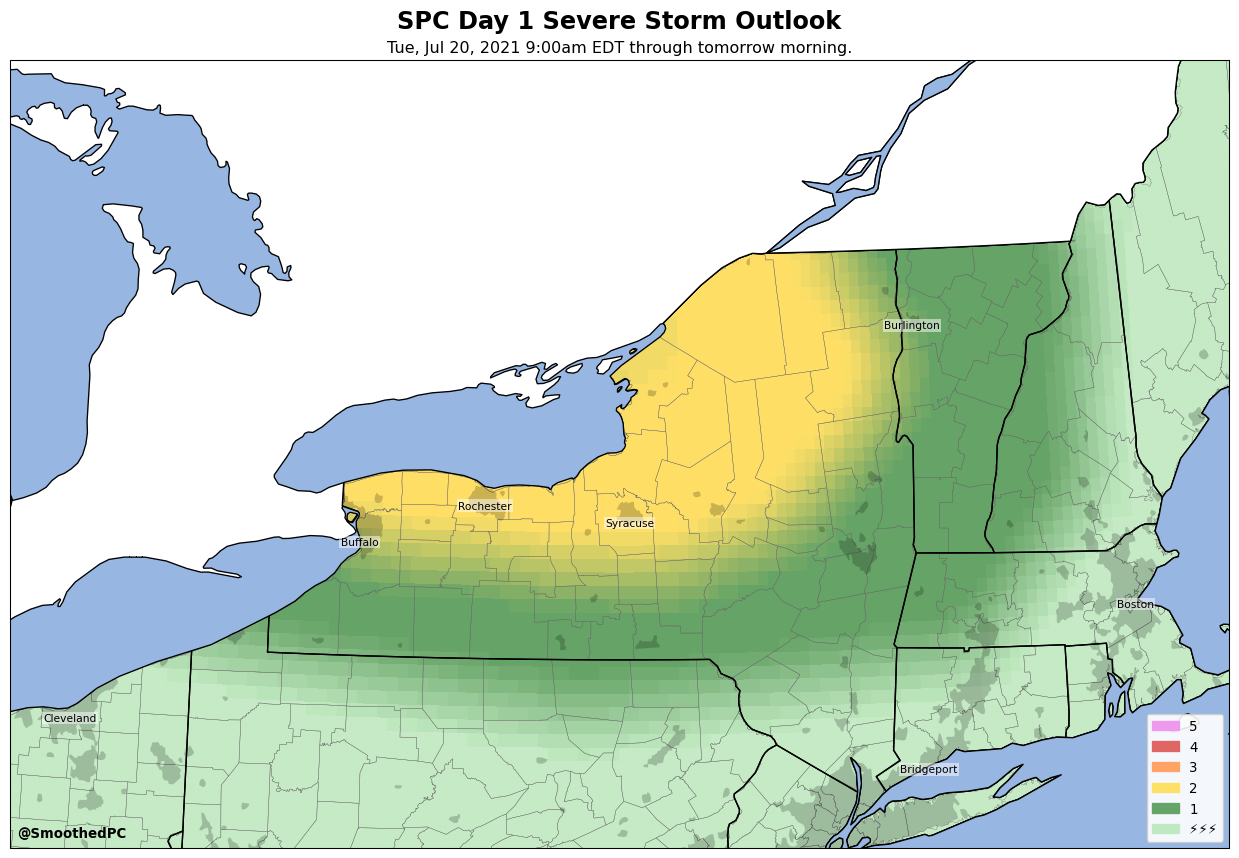 SPC Day 1 Severe Storm Outlook
Tue, Jul 20, 2021 9:00am EDT through tomorrow morning.
Burlington
Rochester
Syracuse
Buffalo
Boston
Cleveland
Bridgeport
5
4
3
2
1
⚡⚡⚡
@SmoothedPC